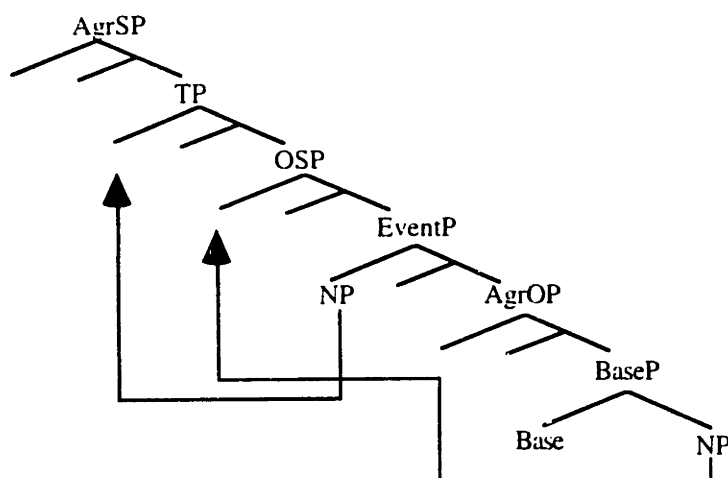 AgrSP
TP
OSP
EventP
NP
AgrOP
BaseP
Base
NP